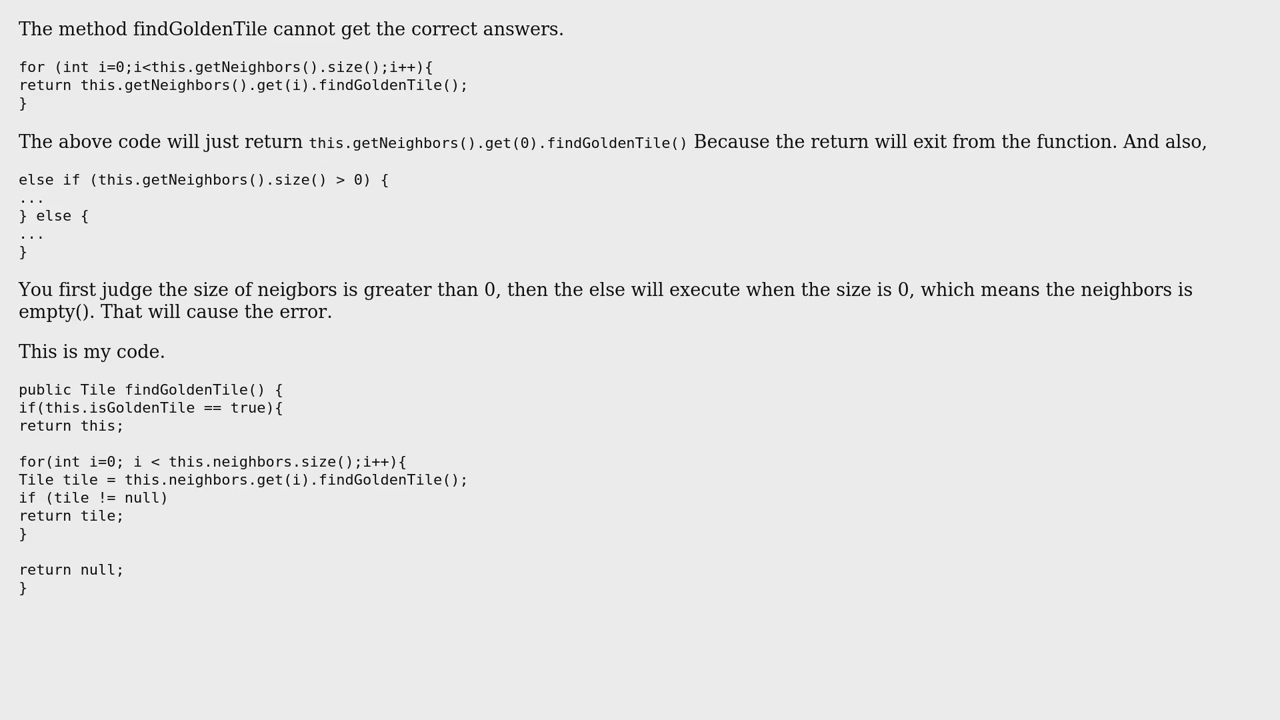 The method findGoldenTile cannot get the correct answers.
for (int i=0;i<this.getNeighbors().size();i++){
return this.getNeighbors().get(i).findGoldenTile();
}
The above code will just return this.getNeighbors().get(0).findGoldenTile() Because the return will exit from the function. And also,
else if (this.getNeighbors().size() > 0) {
...
} else {
...
}
You first judge the size of neigbors is greater than 0, then the else will execute when the size is 0, which means the neighbors is
empty(). That will cause the error.
This is my code.
public Tile findGoldenTile() {
if(this.isGoldenTile == true){
return this;
for(int i=0; i < this.neighbors.size();i++){
Tile tile = this.neighbors.get(i).findGoldenTile();
if (tile != null)
return tile;
}
return null;
}